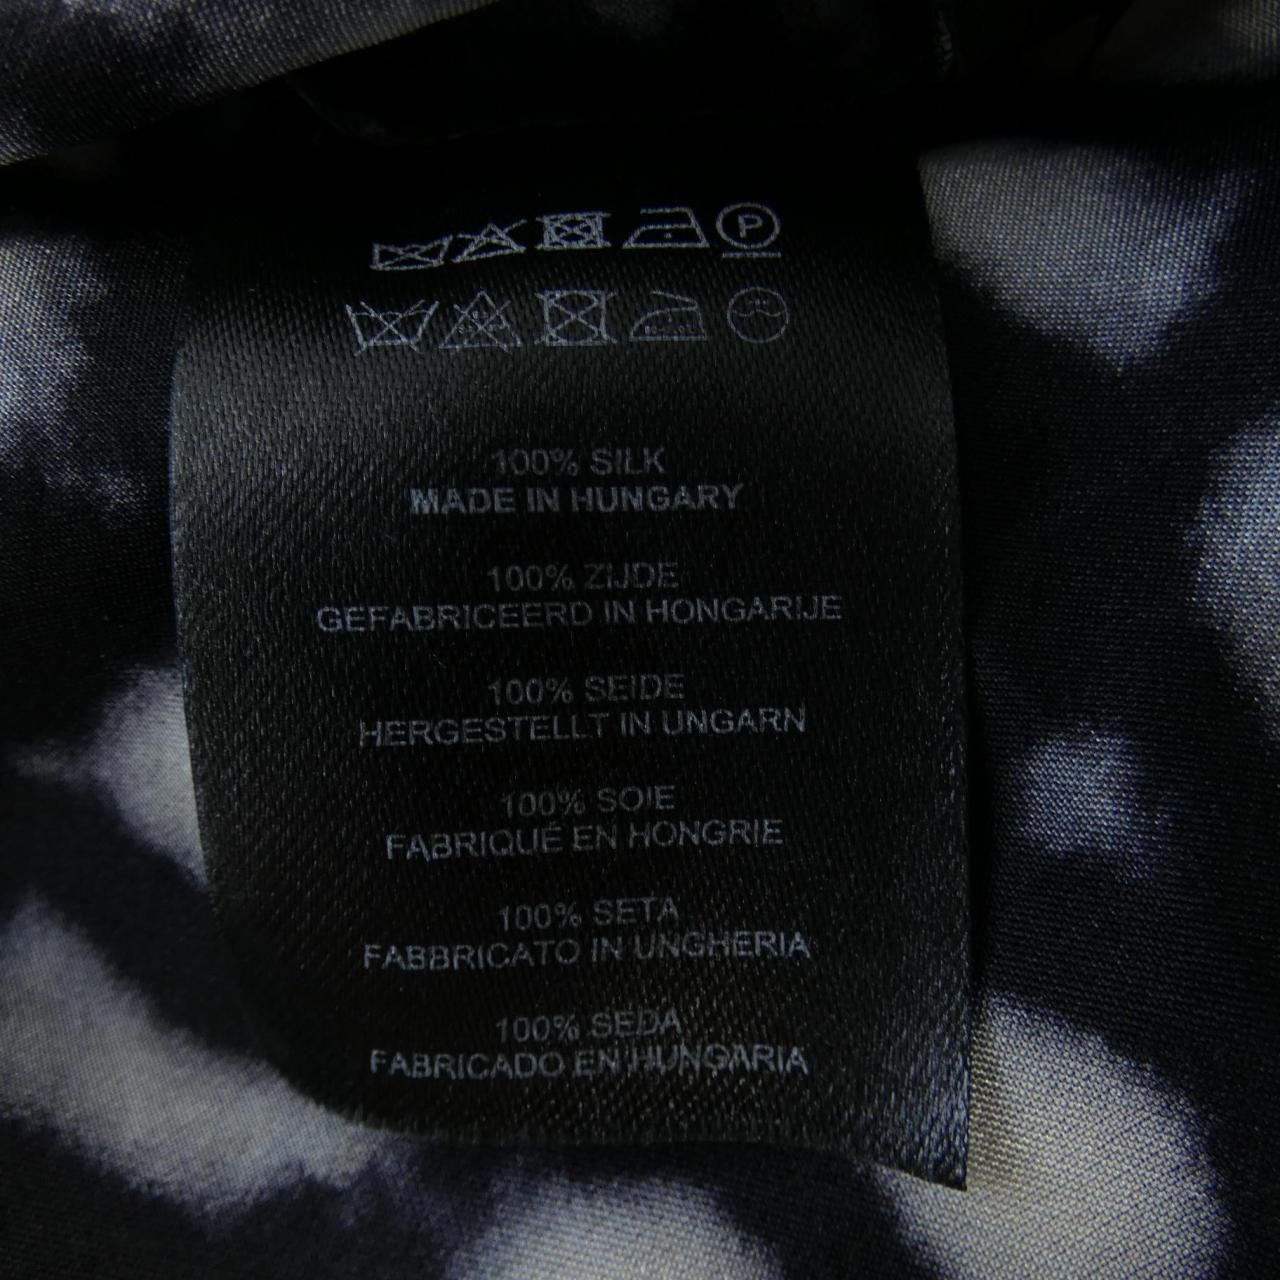 P
100% SILK
MADE IN HUNGARY
100% ZIJDE
GEFABRICEERD IN HONGARIJE
100% SEIDE
HERGESTELLT IN UNGARN
100% SOIE
FABRIQUÉ EN HONGRIE
100% SETA
FABBRICATO IN UNGHERIA
100% SEDA
FABRICADO EN HUNGARIA